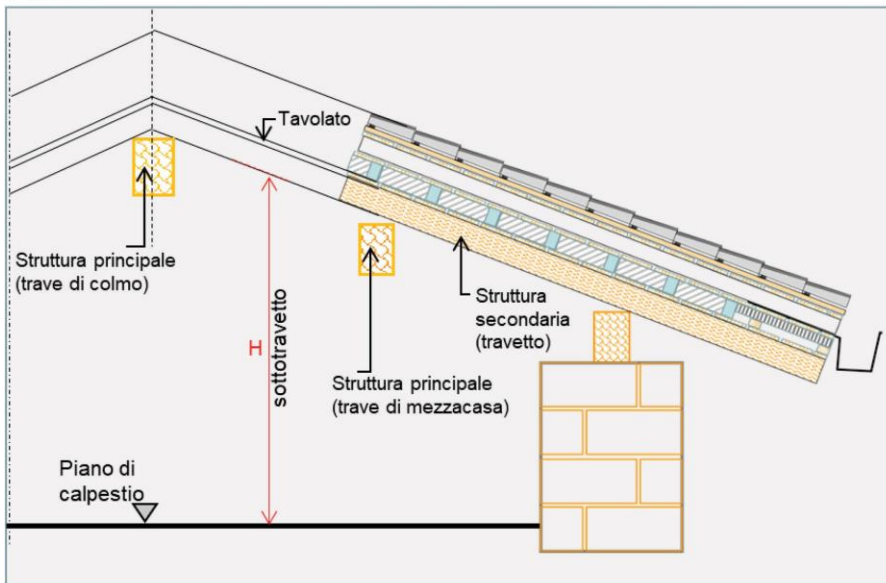 Tavolato
Struttura principale
(trave di colmo)
Struttura
secondaria
(travetto)
H
sottotravetto
Struttura principale
(trave di mezzacasa)
Piano di
calpestio